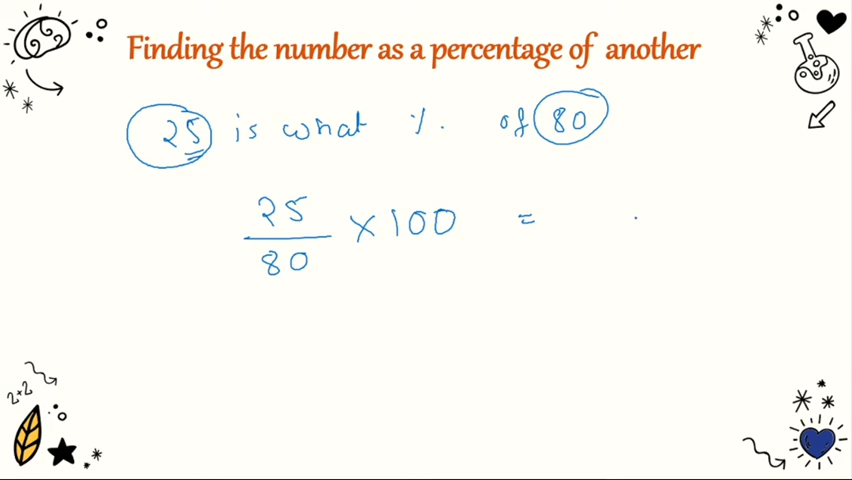 Finding the number as a percentage of another
25 is what %. of 80
25
× 100 =
80
2+2